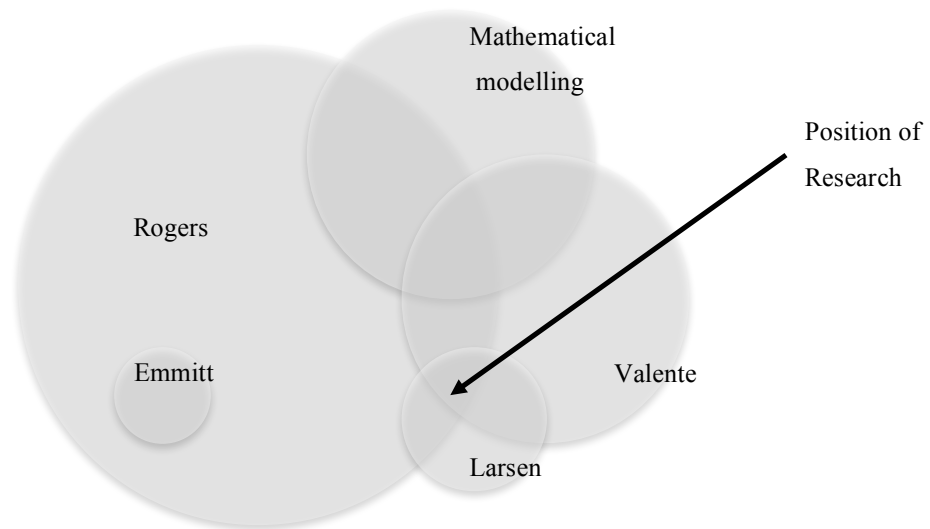 Mathematical
modelling
Position of
Research
Rogers
Emmitt
Valente
Larsen